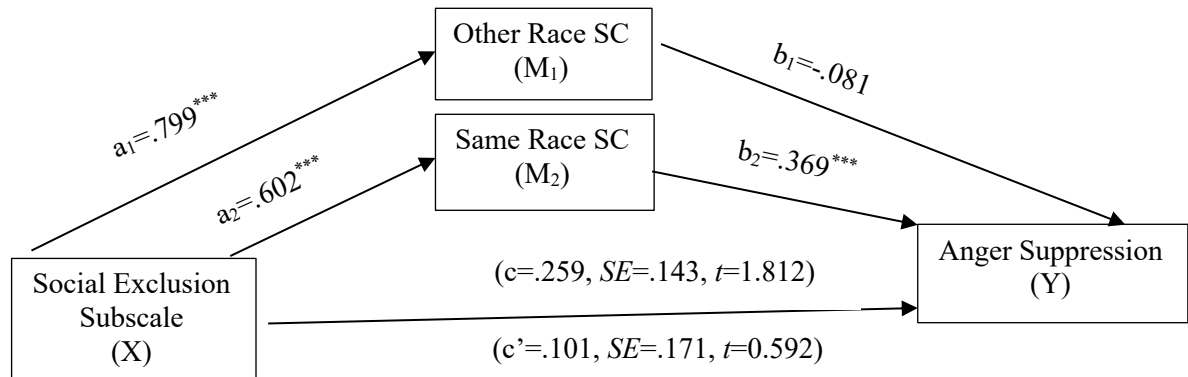 Other Race SC
(M₁)
b₁=-.081
a₁=.799***
Same Race SC
(M₂)
b₂=.369***
a₂=.602***
Social Exclusion
Subscale
(X)
(c=.259, SE=.143, t=1.812)
(c’=.101, SE=.171, t=0.592)
Anger Suppression
(Y)